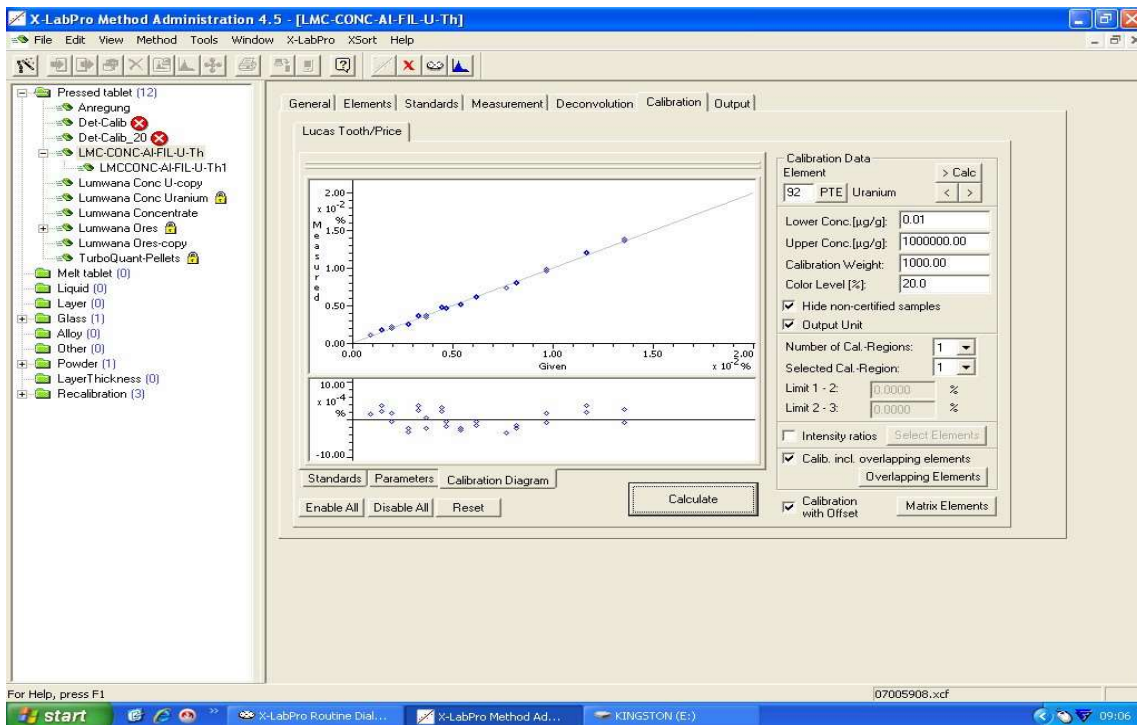 X-LabPro Method Administration 4.5 - [LMC-CONC-Al-FIL-U-Th]
File Edit View Method Tools Window X-LabPro XSort Help
Pressed tablet (12)
Anregung
Det-Calib
Det-Calib_20
LMC-CONC-Al-FIL-U-Th
LMCCONC-Al-FIL-U-Th1
Lumwana Conc U-copy
Lumwana Conc Uranium
Lumwana Concentrate
Lumwana Ores
Lumwana Ores-copy
TurboQuant-Pellets
Melt tablet (0)
Liquid (0)
Layer (0)
Glass (1)
Alloy (0)
Other (0)
Powder (1)
LayerThickness (0)
Recalibration (3)
General Elements Standards Measurement Deconvolution Calibration Output
Lucas Tooth/Price
2.00
x 10-2
%
1.50
1.00
0.50
0.00
Measured
0.00 0.50 1.00 1.50 2.00
Given x 10-2%
10.00
x 10-4
%
-10.00
Standards Parameters Calibration Diagram
Enable All Disable All Reset
Calculate
Calibration Data
Element > Calc
92 PTE Uranium < >
Lower Conc.[µg/g]: 0.01
Upper Conc.[µg/g]: 1000000.00
Calibration Weight: 1000.00
Color Level [%]: 20.0
Hide non-certified samples
Output Unit
Number of Cal.-Regions: 1
Selected Cal.-Region: 1
Limit 1 - 2: 0.0000 %
Limit 2 - 3: 0.0000 %
Intensity ratios Select Elements
Calib. incl. overlapping elements
Overlapping Elements
Calibration with Offset Matrix Elements
For Help, press F1
07005908.xcf
start
X-LabPro Routine Dial...
X-LabPro Method Ad...
KINGSTON (E:)
09:06